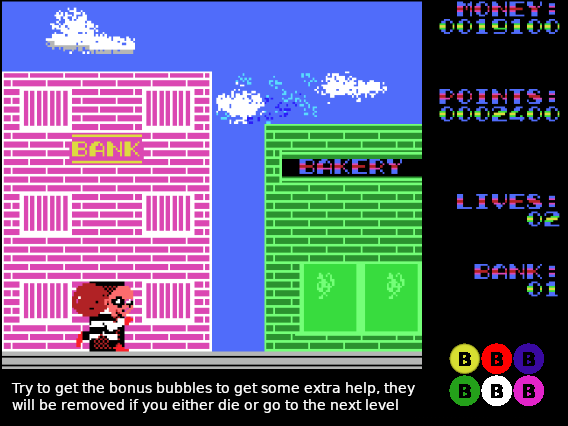 MONEY:
00019100
BANK
BAKERY
POINTS:
0002400
LIVES:
02
BANK:
01
B B B
B B B
Try to get the bonus bubbles to get some extra help, they
will be removed if you either die or go to the next level